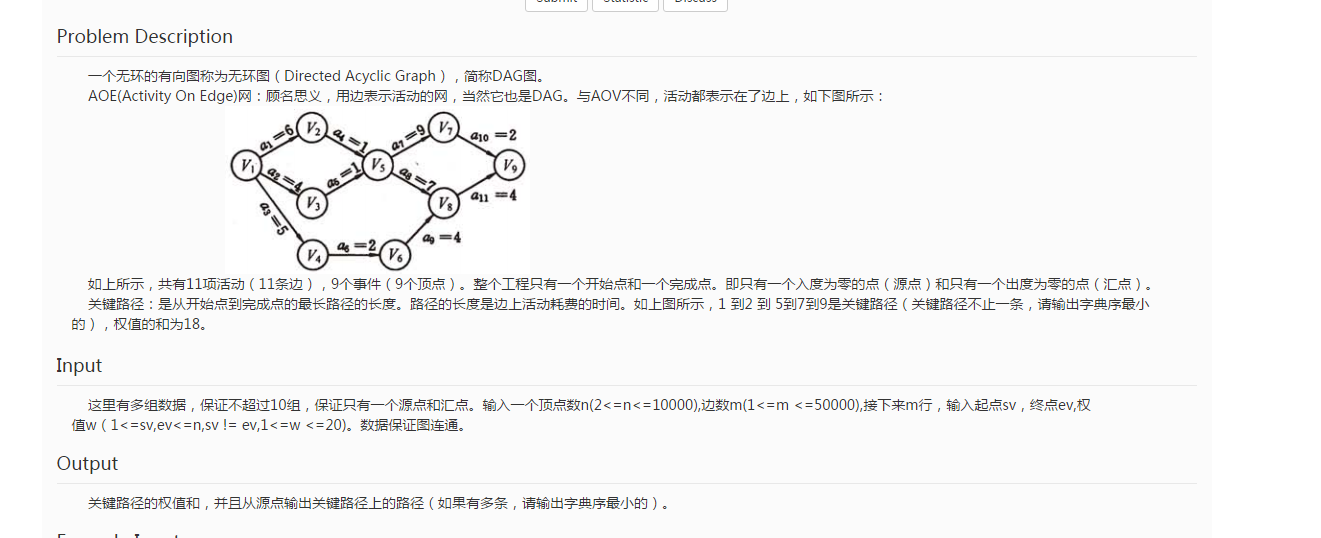 Submit Statistic Discuss
Problem Description
一个无环的有向图称为无环图（Directed Acyclic Graph），简称DAG图。
AOE(Activity On Edge)网：顾名思义，用边表示活动的网，当然它也是DAG。与AOV不同，活动都表示在了边上，如下图所示：
V2 V7
a1=6 a4=1 a7=9 a10=2
V1 V5 V9
a2=4 a5=1 a8=7 a11=4
V3 V8
a3=5 a6=2 a9=4
V4 V6
如上所示，共有11项活动（11条边），9个事件（9个顶点）。整个工程只有一个开始点和一个完成点。即只有一个入度为零的点（源点）和只有一个出度为零的点（汇点）。
关键路径：是从开始点到完成点的最长路径的长度。路径的长度是边上活动耗费的时间。如上图所示，1 到2 到 5到7到9是关键路径（关键路径不止一条，请输出字典序最小
的），权值的和为18。
Input
这里有多组数据，保证不超过10组，保证只有一个源点和汇点。输入一个顶点数n(2<=n<=10000),边数m(1<=m <=50000),接下来m行，输入起点sv，终点ev,权
值w（1<=sv,ev<=n,sv != ev,1<=w <=20)。数据保证图连通。
Output
关键路径的权值和，并且从源点输出关键路径上的路径（如果有多条，请输出字典序最小的）。